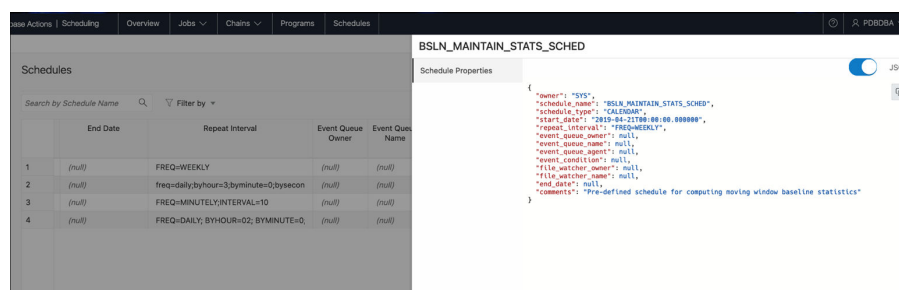 base Actions | Scheduling Overview Jobs Chains Programs Schedules PDBDBA
BSLN_MAINTAIN_STATS_SCHED
Schedules
Schedule Properties
JS
Search by Schedule Name Filter by
End Date Repeat Interval Event Queue Owner Event Queu Name
1 (null) FREQ=WEEKLY (null) (null)
2 (null) freq=daily;byhour=3;byminute=0;bysecon (null) (null)
3 (null) FREQ=MINUTELY;INTERVAL=10 (null) (null)
4 (null) FREQ=DAILY; BYHOUR=02; BYMINUTE=0; (null) (null)
{
"owner": "SYS",
"schedule_name": "BSLN_MAINTAIN_STATS_SCHED",
"schedule_type": "CALENDAR",
"start_date": "2019-04-21T00:00:00.000000",
"repeat_interval": "FREQ=WEEKLY",
"event_queue_owner": null,
"event_queue_name": null,
"event_queue_agent": null,
"event_condition": null,
"file_watcher_owner": null,
"file_watcher_name": null,
"end_date": null,
"comments": "Pre-defined schedule for computing moving window baseline statistics"
}